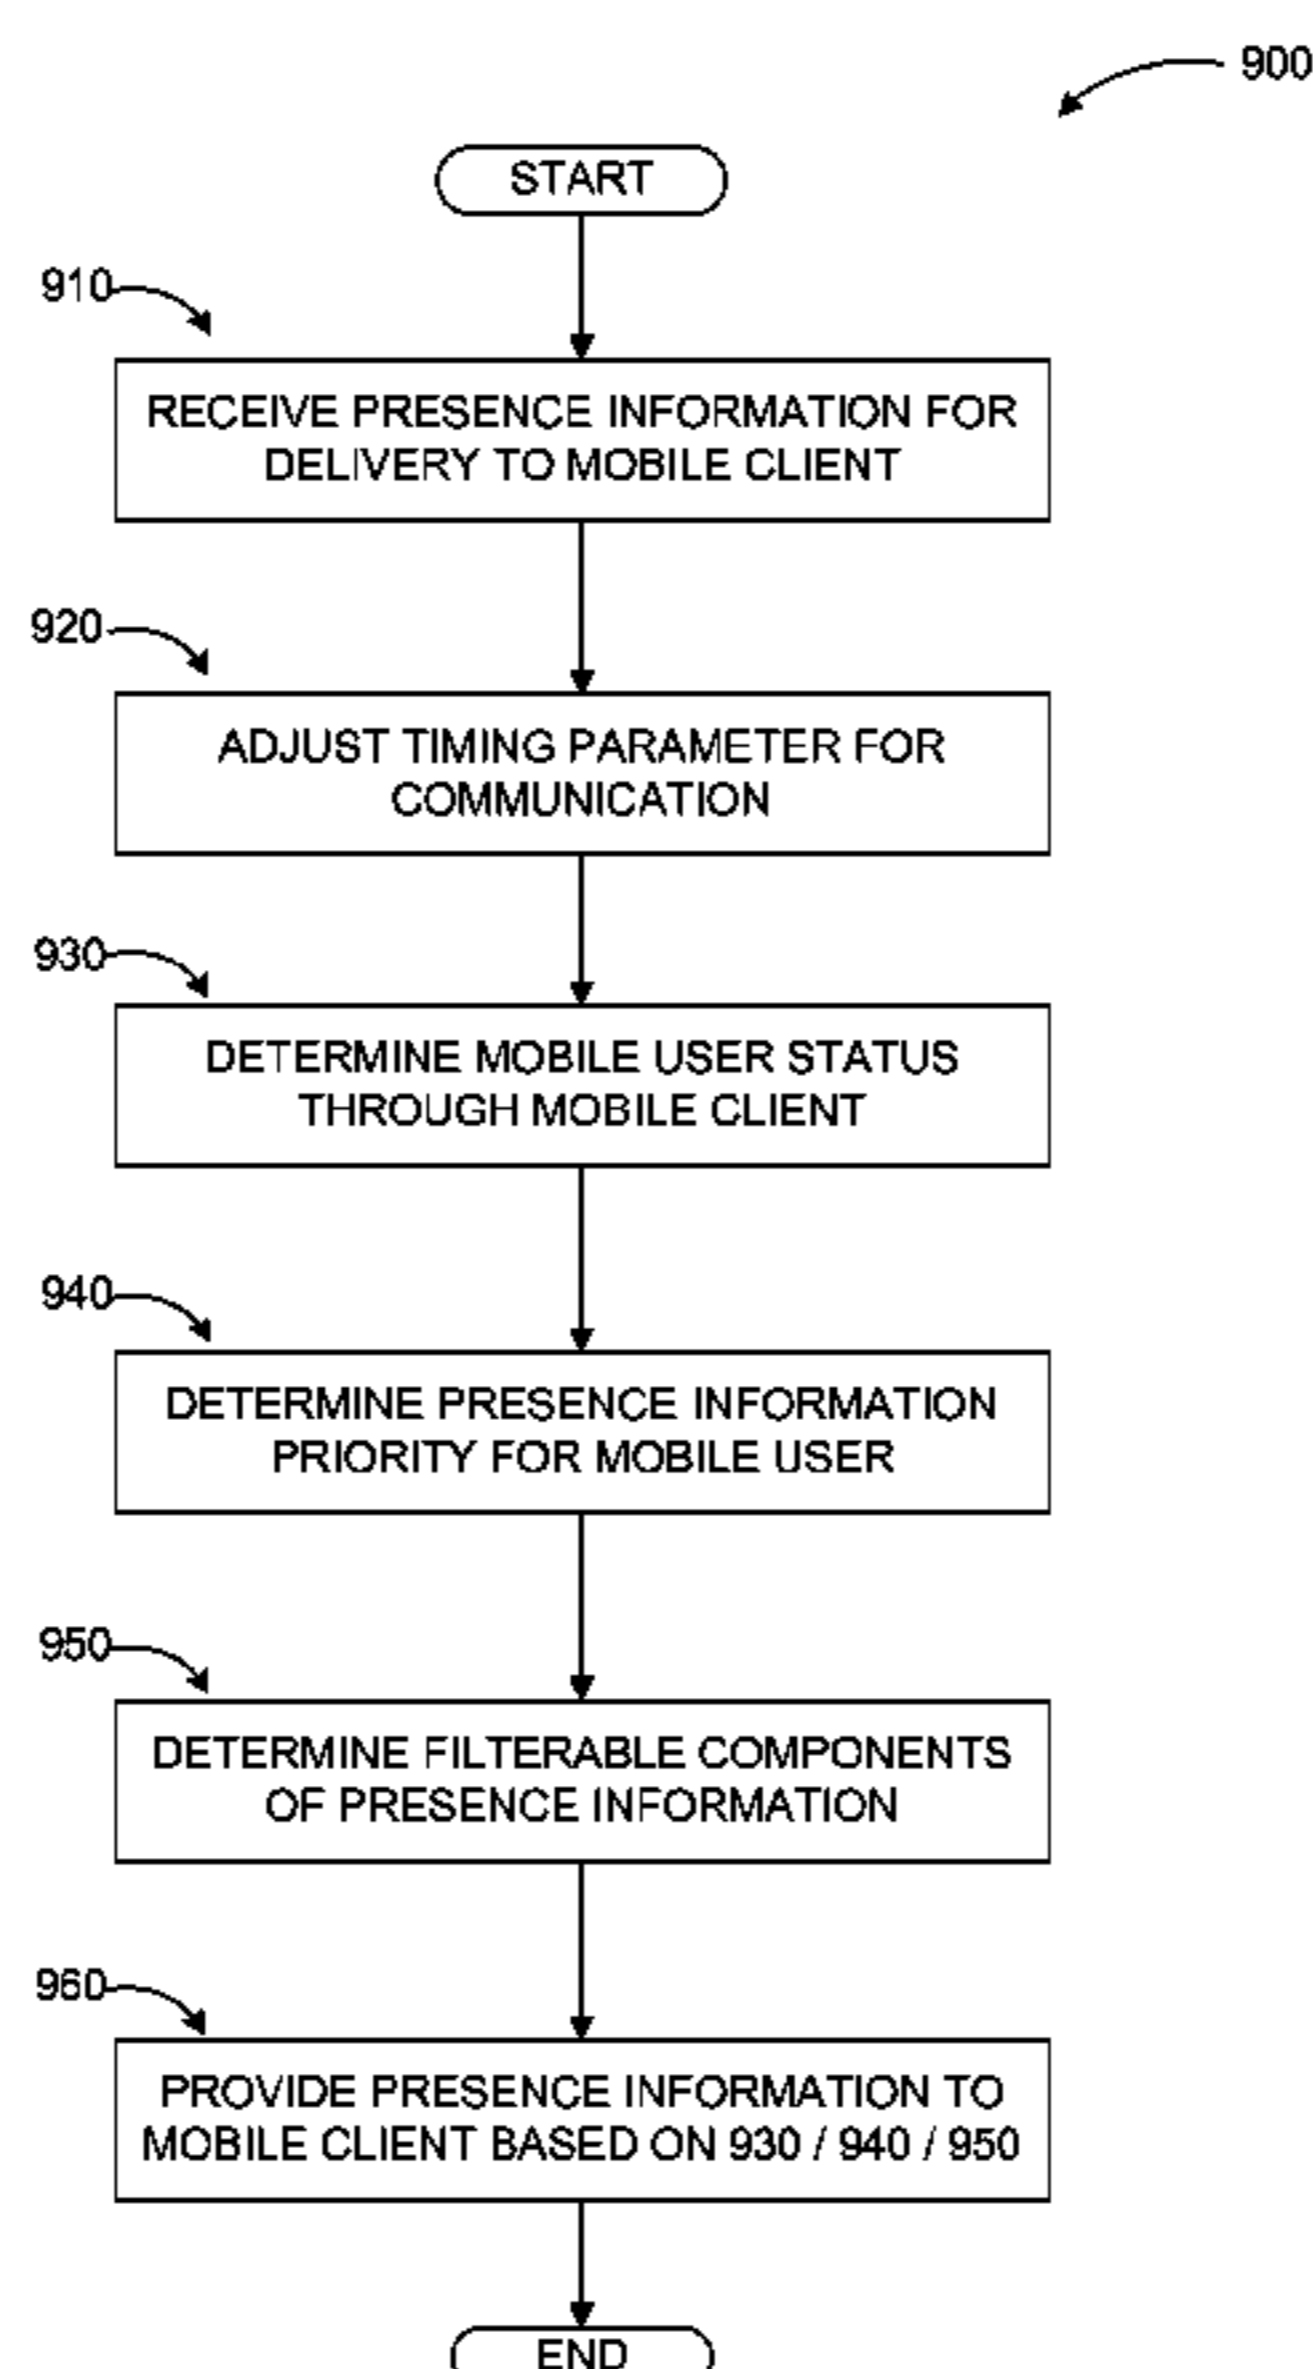 900
START
910
RECEIVE PRESENCE INFORMATION FOR
DELIVERY TO MOBILE CLIENT
920
ADJUST TIMING PARAMETER FOR
COMMUNICATION
930
DETERMINE MOBILE USER STATUS
THROUGH MOBILE CLIENT
940
DETERMINE PRESENCE INFORMATION
PRIORITY FOR MOBILE USER
950
DETERMINE FILTERABLE COMPONENTS
OF PRESENCE INFORMATION
960
PROVIDE PRESENCE INFORMATION TO
MOBILE CLIENT BASED ON 930 / 940 / 950
END